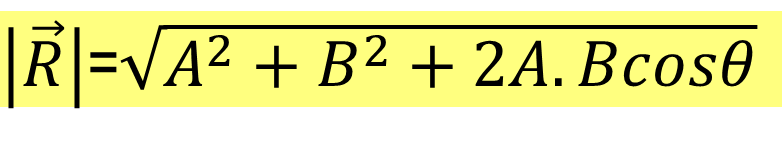 |R⃗|=√A² + B² + 2A. Bcosθ